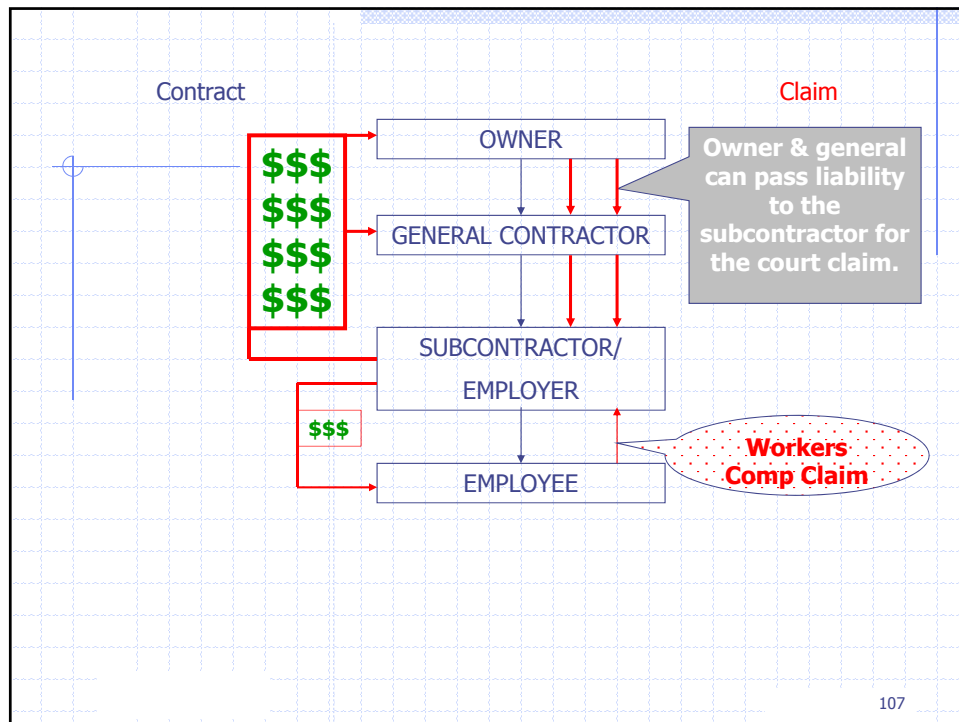 Contract
Claim
OWNER
$$$
$$$
$$$
$$$
Owner & general
can pass liability
to the
subcontractor for
the court claim.
GENERAL CONTRACTOR
SUBCONTRACTOR/
EMPLOYER
$$$
Workers
Comp Claim
EMPLOYEE
107